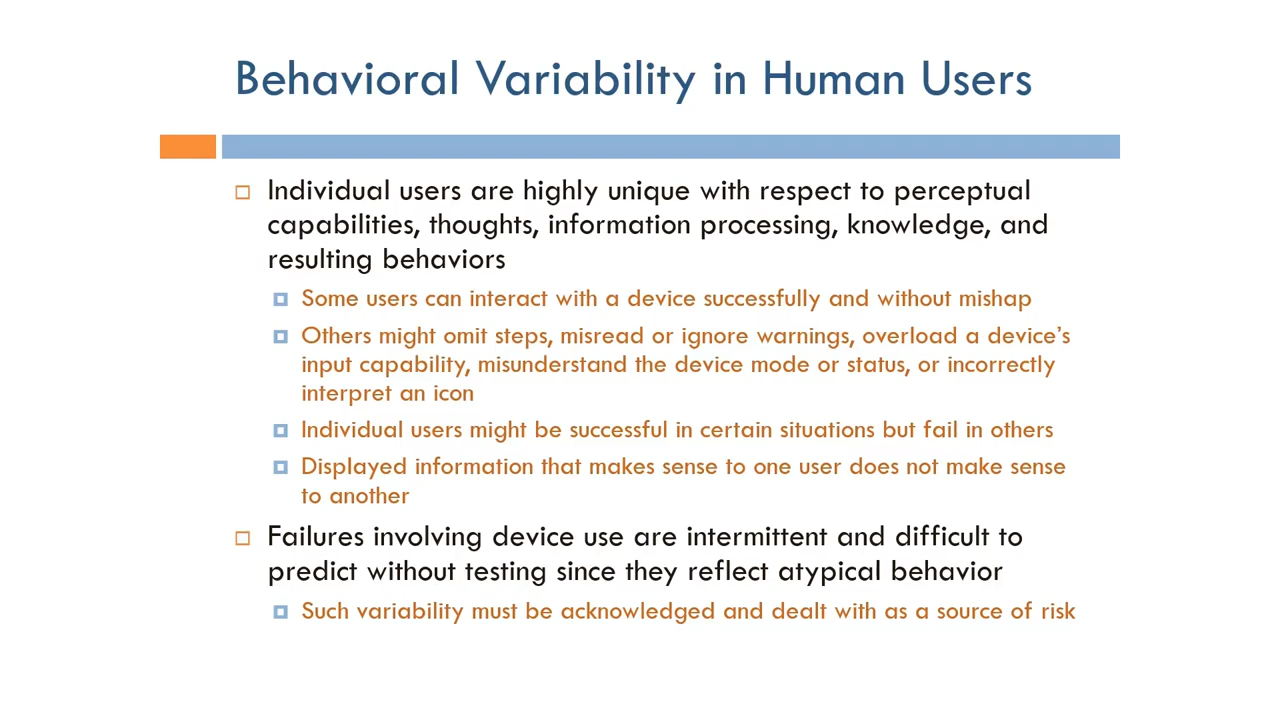 Behavioral Variability in Human Users
Individual users are highly unique with respect to perceptual
capabilities, thoughts, information processing, knowledge, and
resulting behaviors
Some users can interact with a device successfully and without mishap
Others might omit steps, misread or ignore warnings, overload a device’s
input capability, misunderstand the device mode or status, or incorrectly
interpret an icon
Individual users might be successful in certain situations but fail in others
Displayed information that makes sense to one user does not make sense
to another
Failures involving device use are intermittent and difficult to
predict without testing since they reflect atypical behavior
Such variability must be acknowledged and dealt with as a source of risk